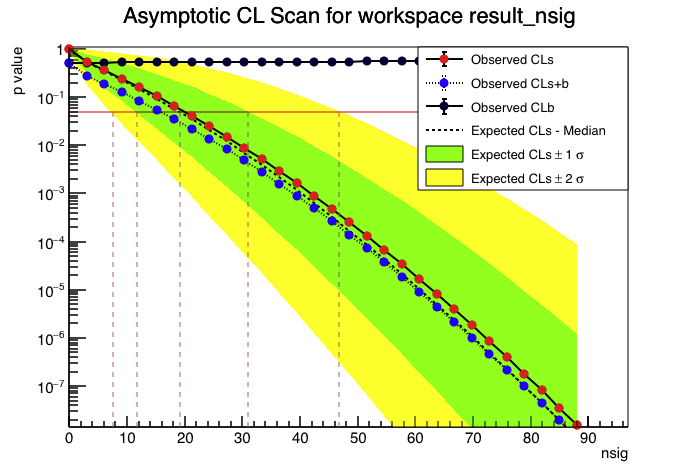 Asymptotic CL Scan for workspace result_nsig
p value
Observed CLs
Observed CLs+b
Observed CLb
Expected CLs - Median
Expected CLs ± 1 σ
Expected CLs ± 2 σ
1
10⁻¹
10⁻²
10⁻³
10⁻⁴
10⁻⁵
10⁻⁶
10⁻⁷
0 10 20 30 40 50 60 70 80 90
nsig